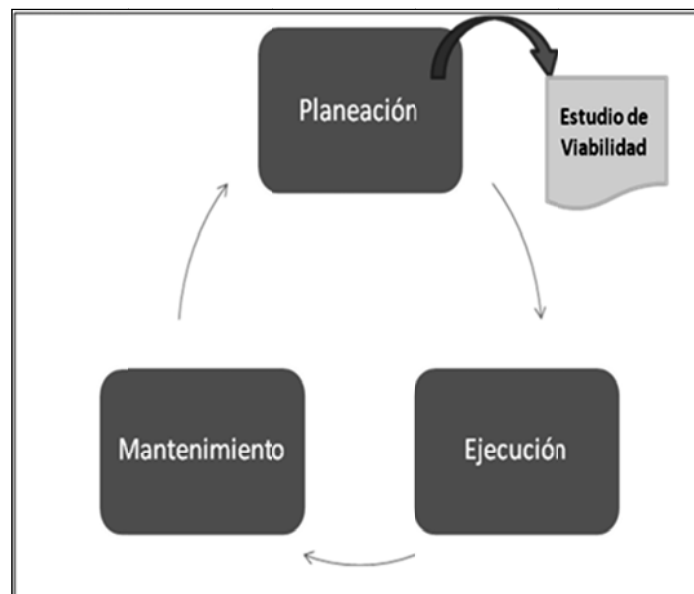 Planeación
Estudio de
Viabilidad
Mantenimiento
Ejecución